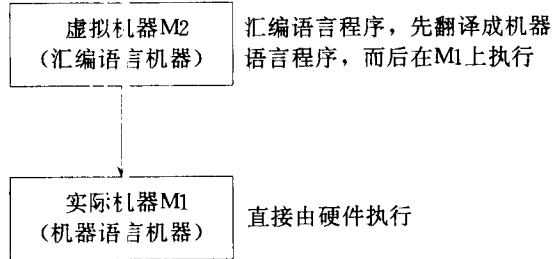 虚拟机器M2
（汇编语言机器）
汇编语言程序，先翻译成机器
语言程序，而后在M1上执行
实际机器M1
（机器语言机器）
直接由硬件执行